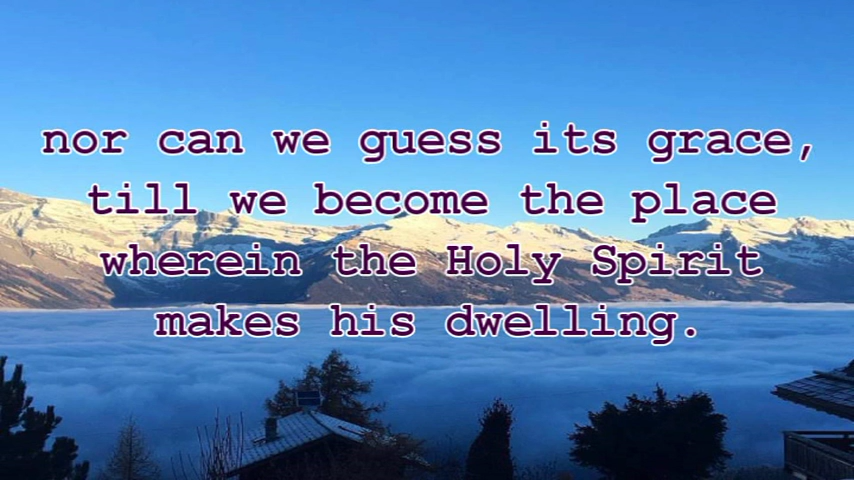 nor can we guess its grace,
till we become the place
wherein the Holy Spirit
makes his dwelling.